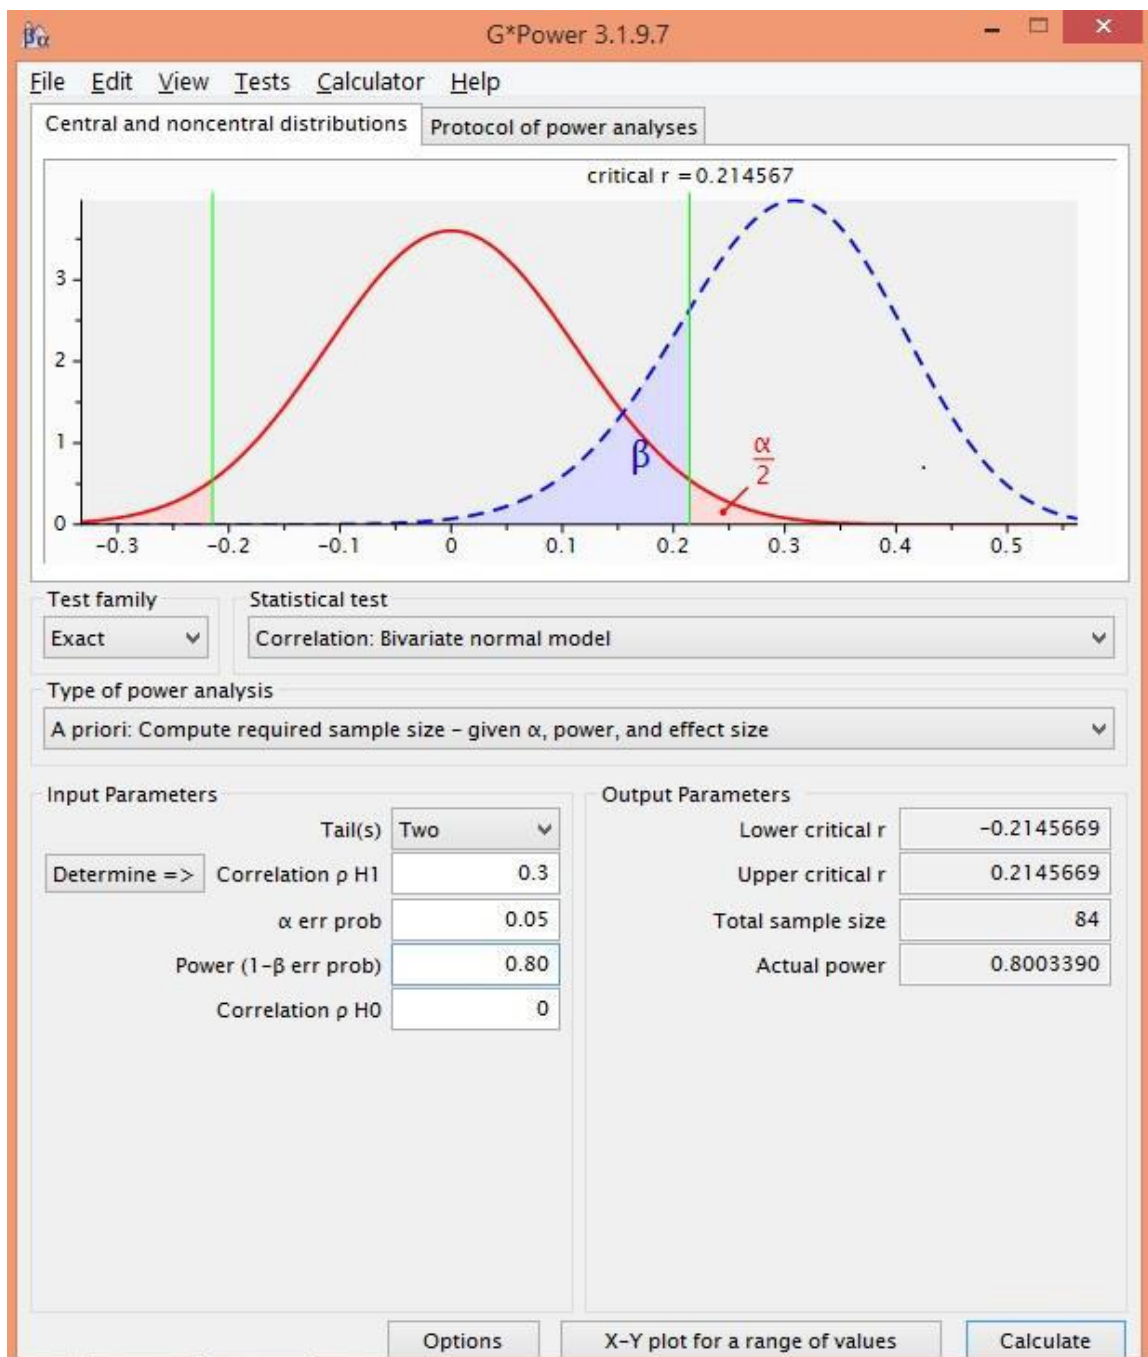 βα G*Power 3.1.9.7
File Edit View Tests Calculator Help
Central and noncentral distributions Protocol of power analyses
critical r = 0.214567
3
2
1
0
β
α
2
-0.3 -0.2 -0.1 0 0.1 0.2 0.3 0.4 0.5
Test family Statistical test
Exact Correlation: Bivariate normal model
Type of power analysis
A priori: Compute required sample size – given α, power, and effect size
Input Parameters Output Parameters
Tail(s) Two Lower critical r -0.2145669
Determine => Correlation ρ H1 0.3 Upper critical r 0.2145669
α err prob 0.05 Total sample size 84
Power (1-β err prob) 0.80 Actual power 0.8003390
Correlation ρ H0 0
Options X-Y plot for a range of values Calculate